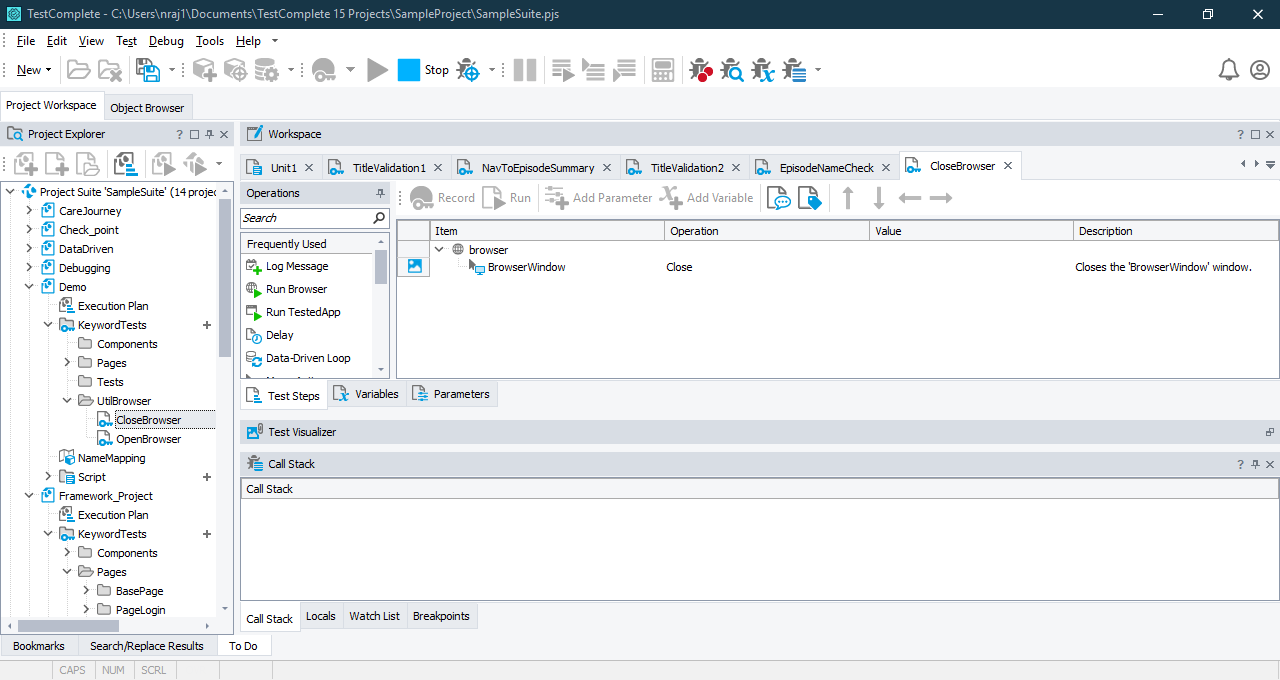 TestComplete - C:\Users\nraj1\Documents\TestComplete 15 Projects\SampleProject\SampleSuite.pjs
File Edit View Test Debug Tools Help
New Stop
Project Workspace Object Browser
Project Explorer ?
Project Suite 'SampleSuite' (14 projec
CareJourney
Check_point
DataDriven
Debugging
Demo
Execution Plan
KeywordTests
Components
Pages
Tests
UtilBrowser
CloseBrowser
OpenBrowser
NameMapping
Script
Framework_Project
Execution Plan
KeywordTests
Components
Pages
BasePage
PageLogin
Workspace ?
Unit1 TitleValidation1 NavToEpisodeSummary TitleValidation2 EpisodeNameCheck CloseBrowser
Operations
Search
Frequently Used
Log Message
Run Browser
Run TestedApp
Delay
Data-Driven Loop
Record Run Add Parameter Add Variable
Item Operation Value Description
browser
BrowserWindow Close Closes the 'BrowserWindow' window.
Test Steps Variables Parameters
Test Visualizer
Call Stack ?
Call Stack
Call Stack Locals Watch List Breakpoints
Bookmarks Search/Replace Results To Do
CAPS NUM SCRL